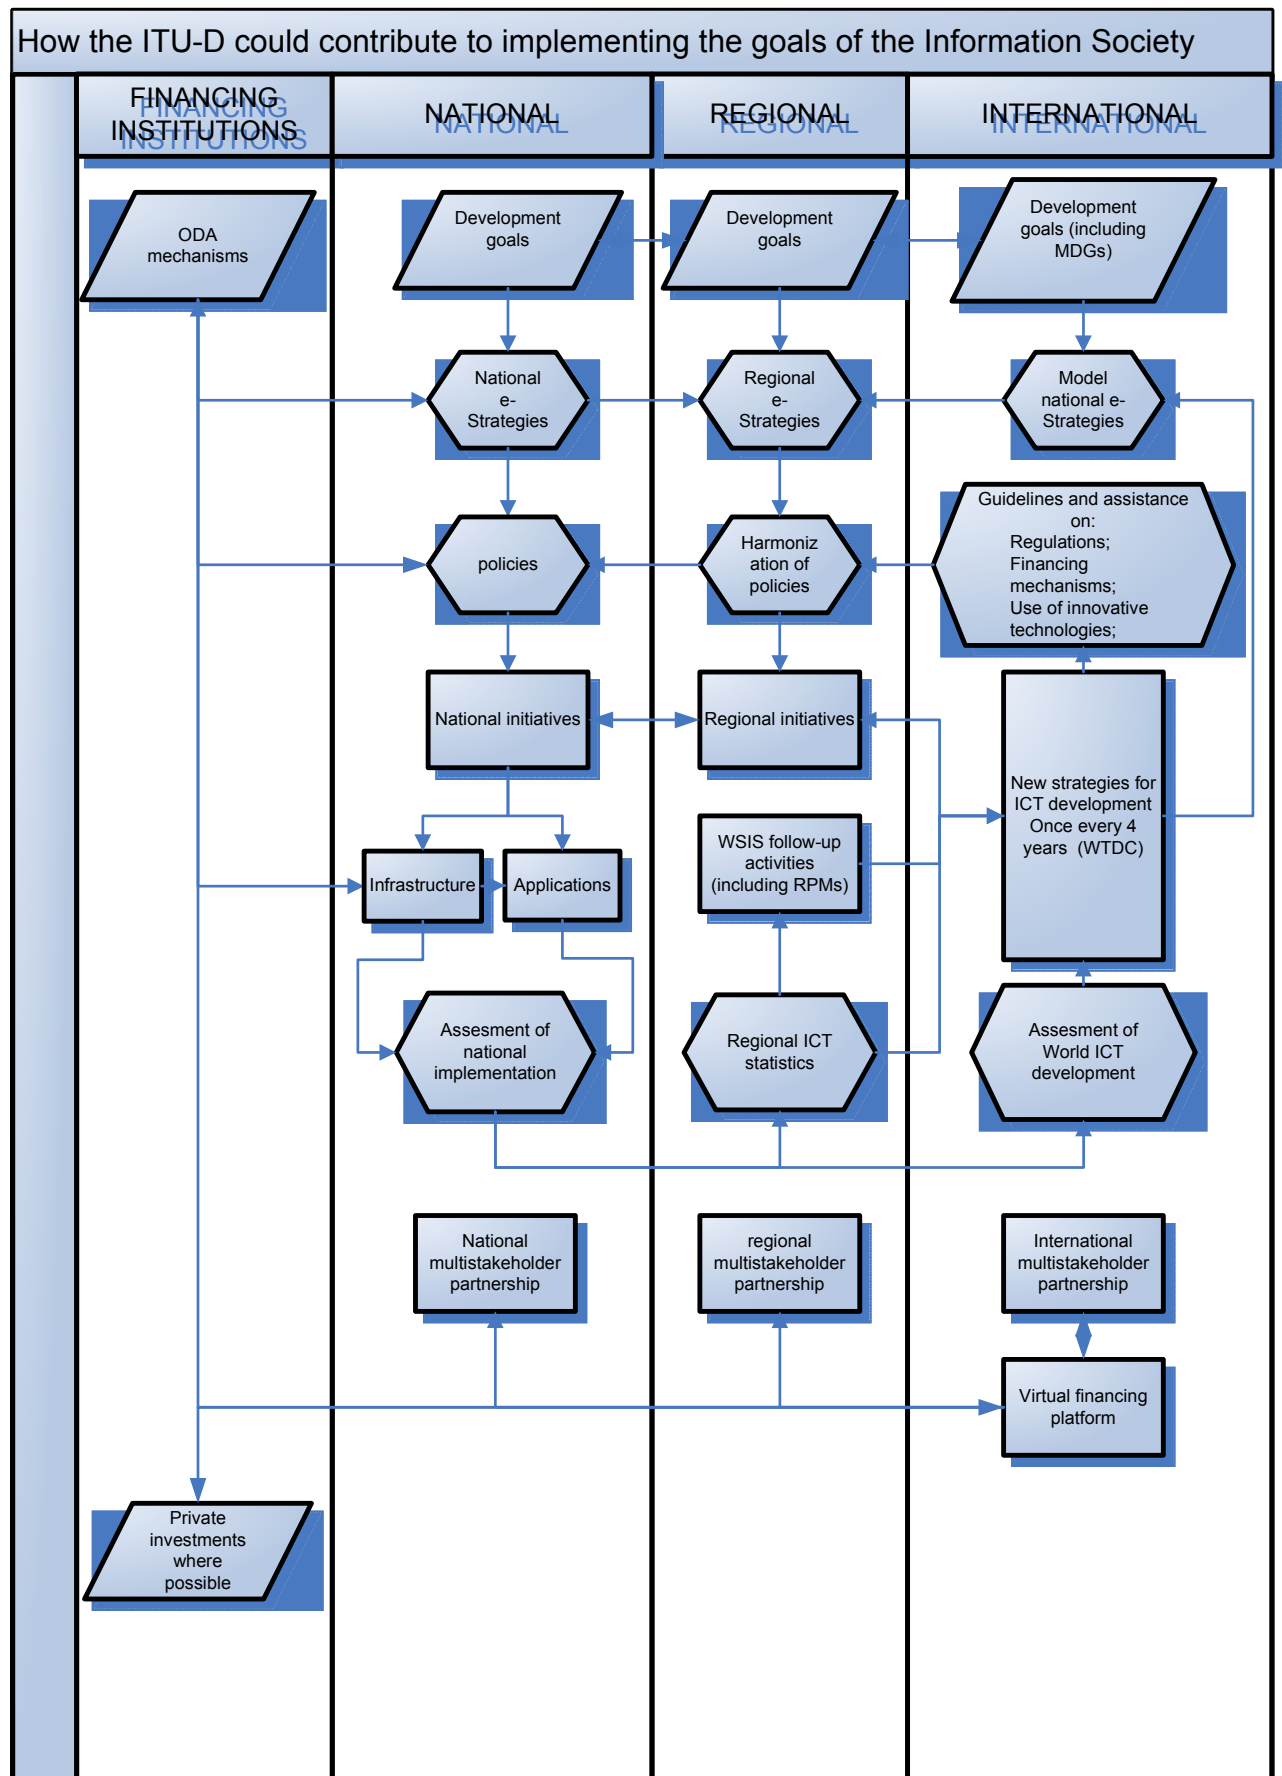 How the ITU-D could contribute to implementing the goals of the Information Society
FINANCING
INSTITUTIONS
NATIONAL
REGIONAL
INTERNATIONAL
ODA
mechanisms
Development
goals
Development
goals
Development
goals (including
MDGs)
National
e-
Strategies
Regional
e-
Strategies
Model
national e-
Strategies
policies
Harmoniz
ation of
policies
Guidelines and assistance
on:
Regulations;
Financing
mechanisms;
Use of innovative
technologies;
National initiatives
Regional initiatives
New strategies for
ICT development
Once every 4
years (WTDC)
WSIS follow-up
activities
(including RPMs)
Infrastructure
Applications
Assesment of
national
implementation
Regional ICT
statistics
Assesment of
World ICT
development
National
multistakeholder
partnership
regional
multistakeholder
partnership
International
multistakeholder
partnership
Virtual financing
platform
Private
investments
where
possible